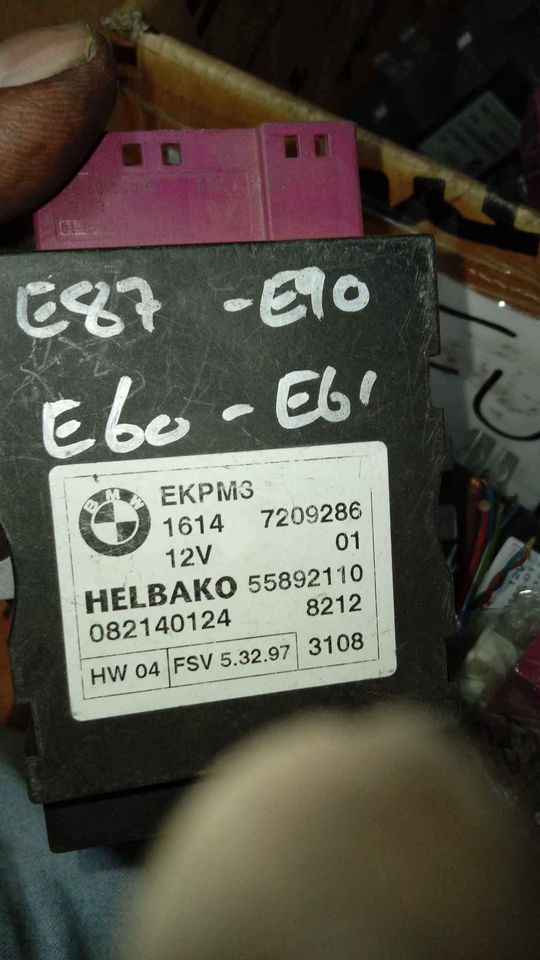 E87 - E90
E60 - E61
BMW
EKPM3
1614 7209286
12V 01
HELBAKO 55892110
082140124 8212
HW 04 FSV 5.32.97 3108